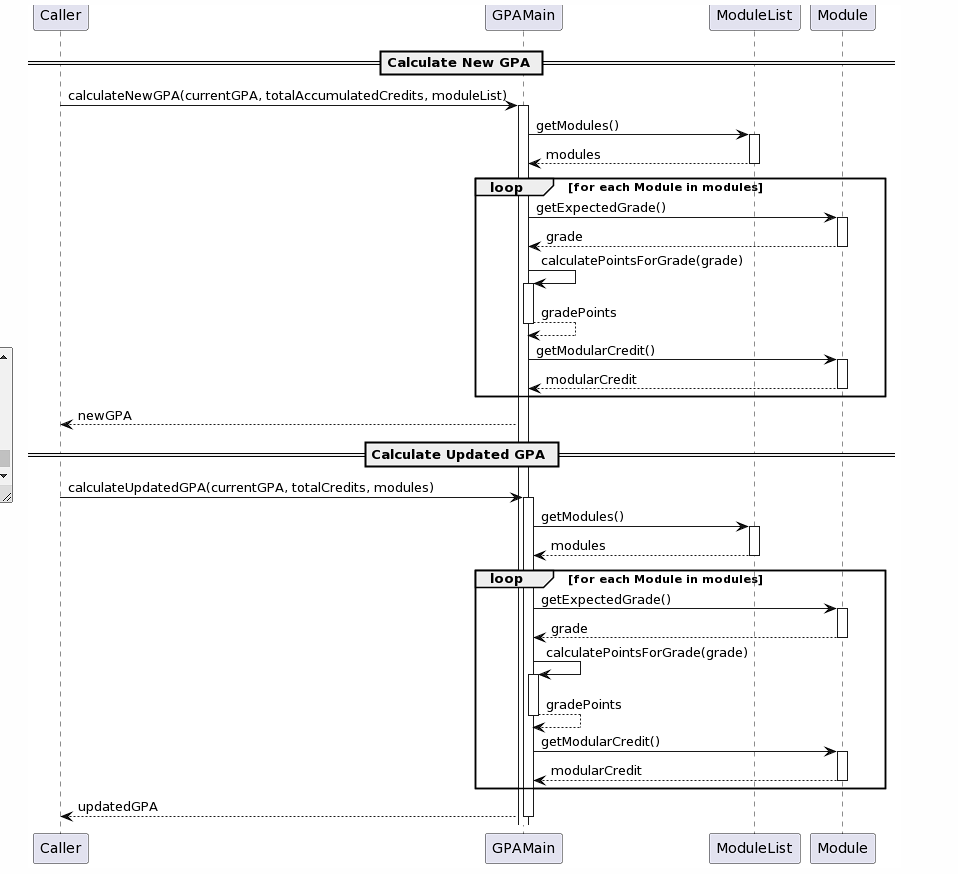 Caller GPAMain ModuleList Module
Calculate New GPA
calculateNewGPA(currentGPA, totalAccumulatedCredits, moduleList)
getModules()
modules
loop [for each Module in modules]
getExpectedGrade()
grade
calculatePointsForGrade(grade)
gradePoints
getModularCredit()
modularCredit
newGPA
Calculate Updated GPA
calculateUpdatedGPA(currentGPA, totalCredits, modules)
getModules()
modules
loop [for each Module in modules]
getExpectedGrade()
grade
calculatePointsForGrade(grade)
gradePoints
getModularCredit()
modularCredit
updatedGPA
Caller GPAMain ModuleList Module